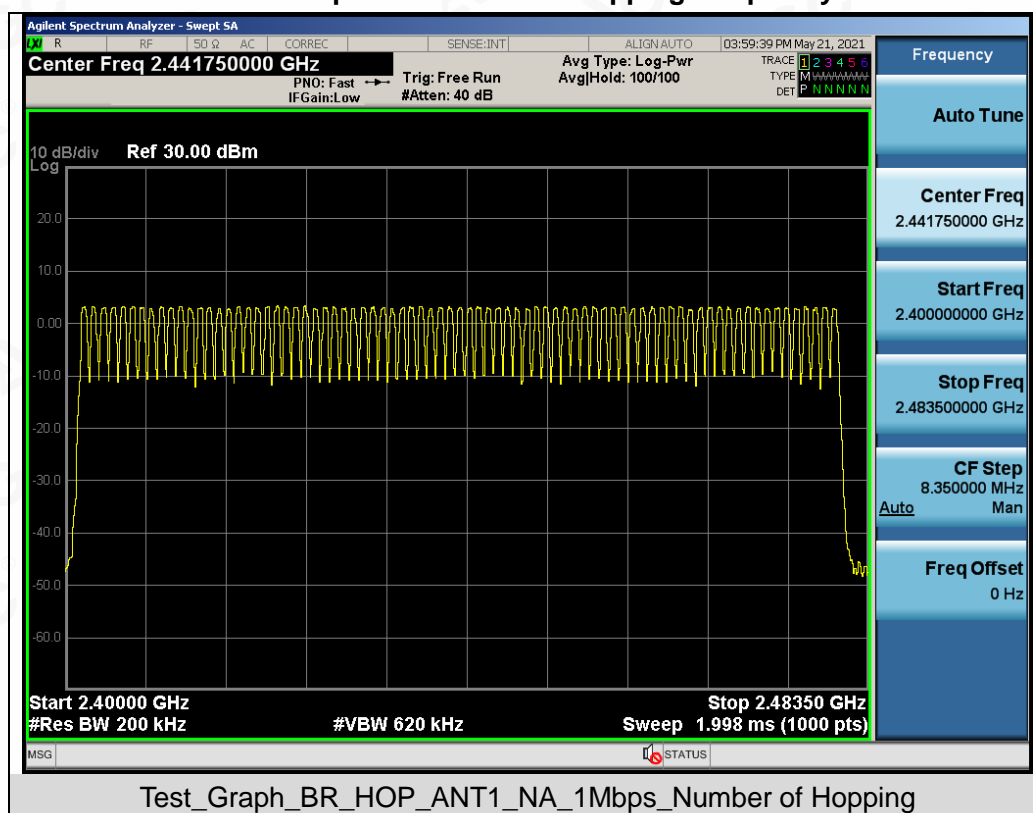 Agilent Spectrum Analyzer - Swept SA
LXI R RF 50 Ω AC CORREC SENSE:INT ALIGN AUTO 03:59:39 PM May 21, 2021
Center Freq 2.441750000 GHz
PNO: Fast
IFGain:Low
Trig: Free Run
#Atten: 40 dB
Avg Type: Log-Pwr
Avg|Hold: 100/100
TRACE 1 2 3 4 5 6
TYPE M
DET P N N N N N
10 dB/div Ref 30.00 dBm
Log
20.0
10.0
0.00
-10.0
-20.0
-30.0
-40.0
-50.0
-60.0
Start 2.40000 GHz Stop 2.48350 GHz
#Res BW 200 kHz #VBW 620 kHz Sweep 1.998 ms (1000 pts)
MSG STATUS
Frequency
Auto Tune
Center Freq
2.441750000 GHz
Start Freq
2.400000000 GHz
Stop Freq
2.483500000 GHz
CF Step
8.350000 MHz
Auto Man
Freq Offset
0 Hz
Test_Graph_BR_HOP_ANT1_NA_1Mbps_Number of Hopping